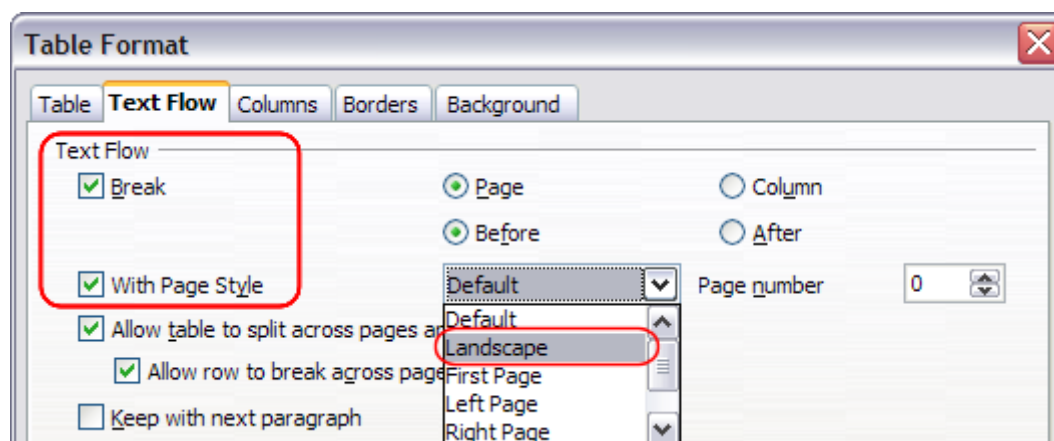 Table Format
Table Text Flow Columns Borders Background
Text Flow
Break Page Column
Before After
With Page Style Default Page number 0
Default
Allow table to split across pages
Landscape
Allow row to break across
First Page
Left Page
Keep with next paragraph
Right Page